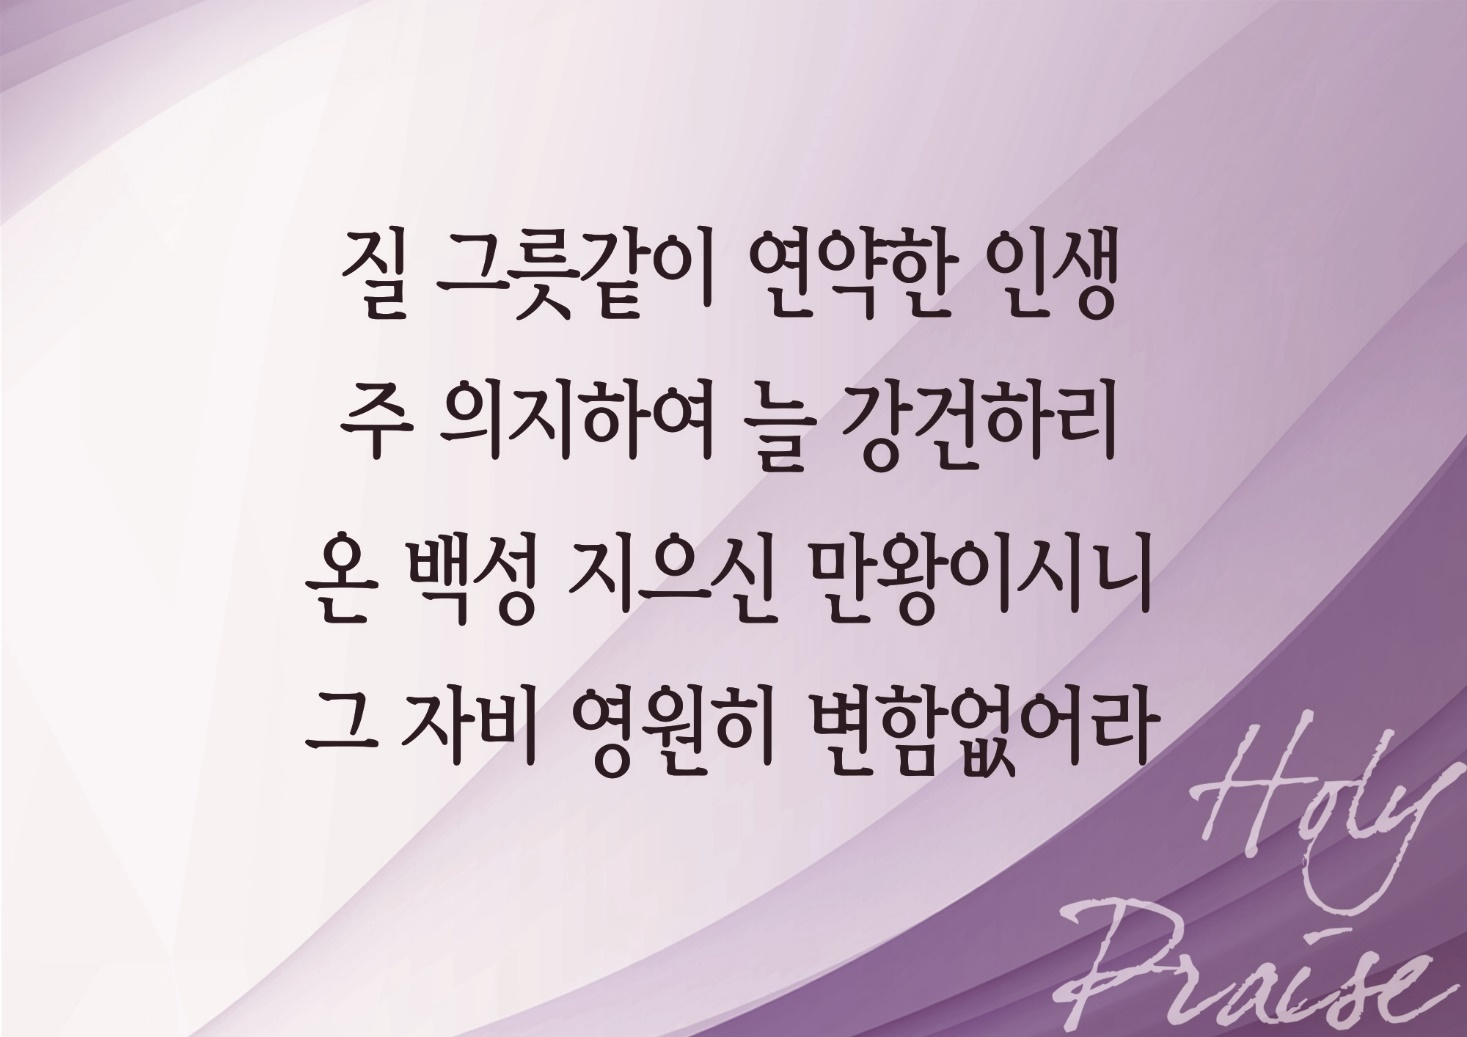 질 그릇같이 연약한 인생
주 의지하여 늘 강건하리
온 백성 지으신 만왕이시니
그 자비 영원히 변함없어라
Holy
Praise